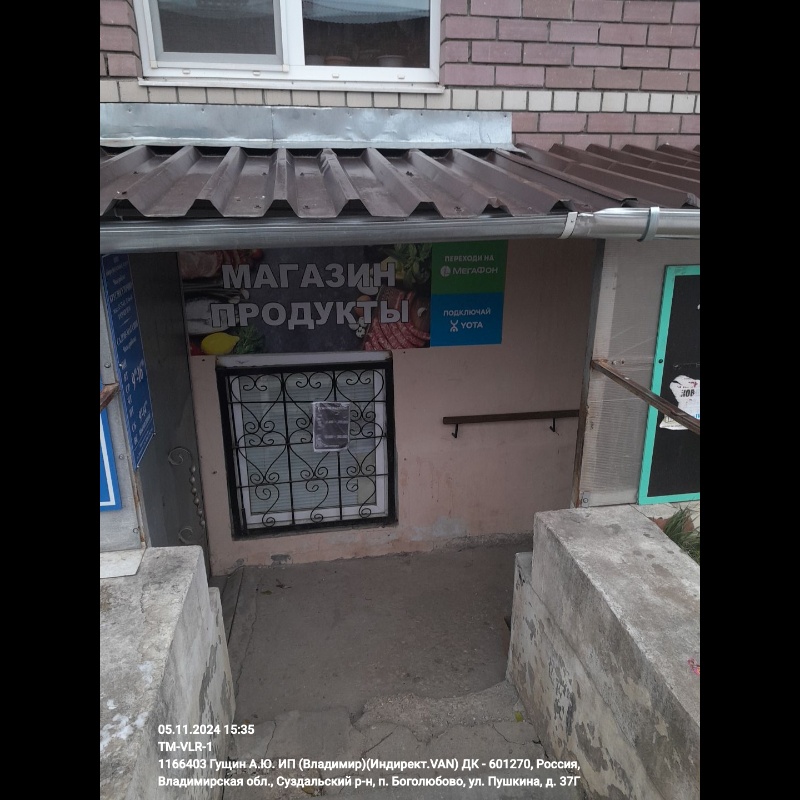 МАГАЗИН
ПРОДУКТЫ
ПЕРЕХОДИ НА
МЕГАФОН
ПОДКЛЮЧАЙ
YOTA
05.11.2024 15:35
TM-VLR-1
1166403 Гущин А.Ю. ИП (Владимир)(Индирект.VAN) ДК - 601270, Россия,
Владимирская обл., Суздальский р-н, п. Боголюбово, ул. Пушкина, д. 37Г